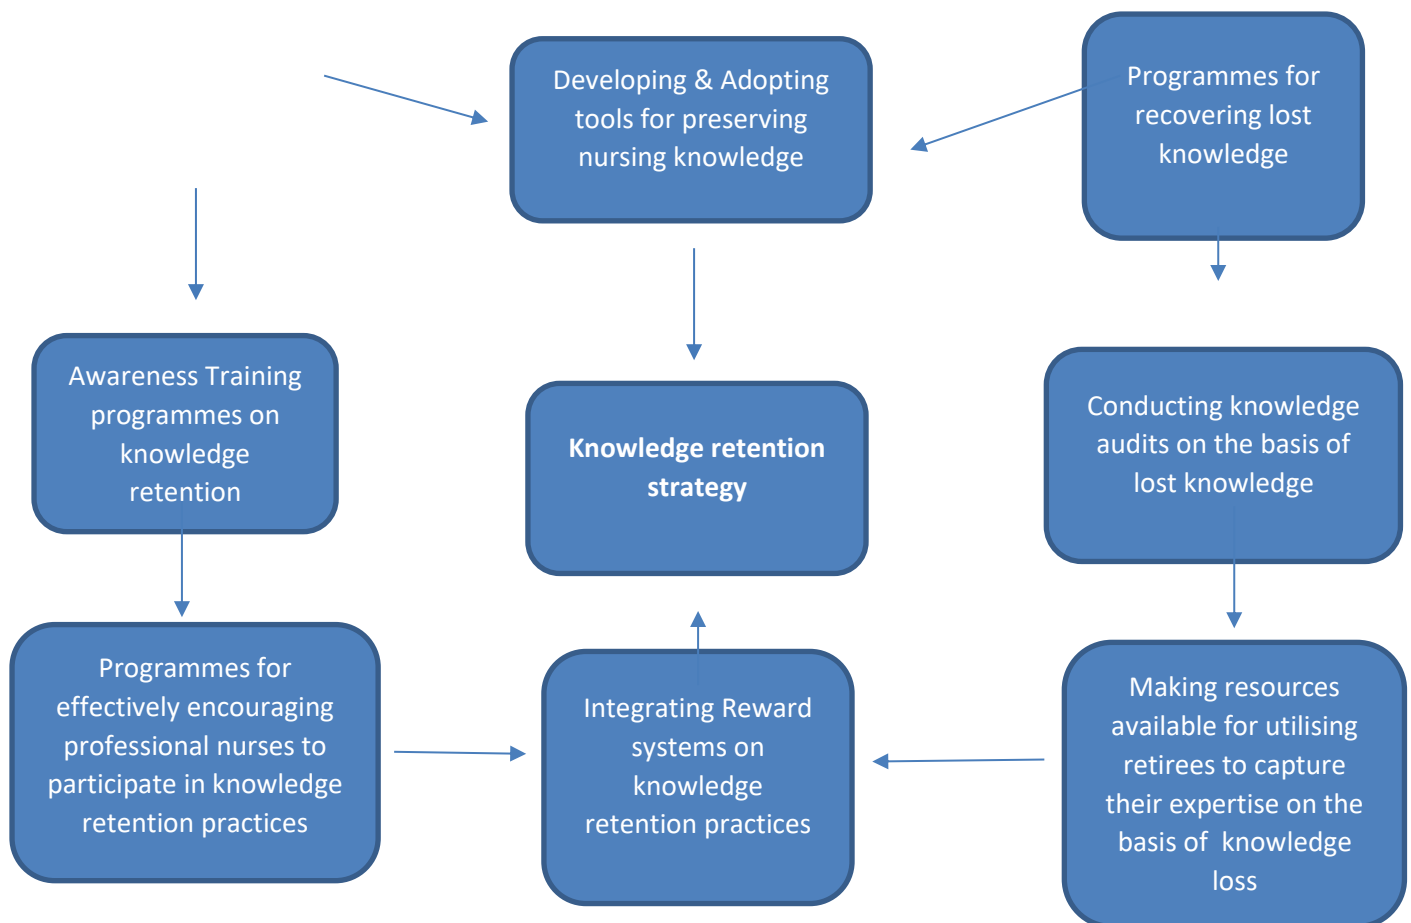 Developing & Adopting
tools for preserving
nursing knowledge
Programmes for
recovering lost
knowledge
Awareness Training
programmes on
knowledge
retention
Knowledge retention
strategy
Conducting knowledge
audits on the basis of
lost knowledge
Programmes for
effectively encouraging
professional nurses to
participate in knowledge
retention practices
Integrating Reward
systems on
knowledge
retention practices
Making resources
available for utilising
retirees to capture
their expertise on the
basis of  knowledge
loss